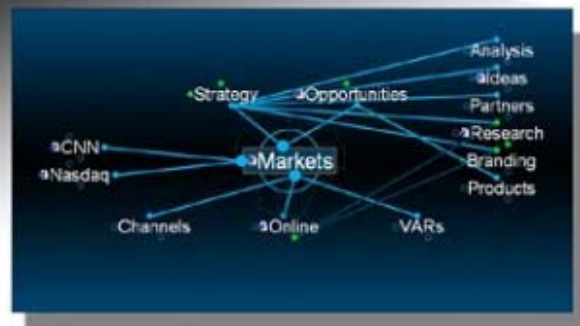 Analysis
Ideas
Strategy Opportunities
Partners
Research
CNN
Markets
Branding
Nasdaq
Products
Channels Online VARs